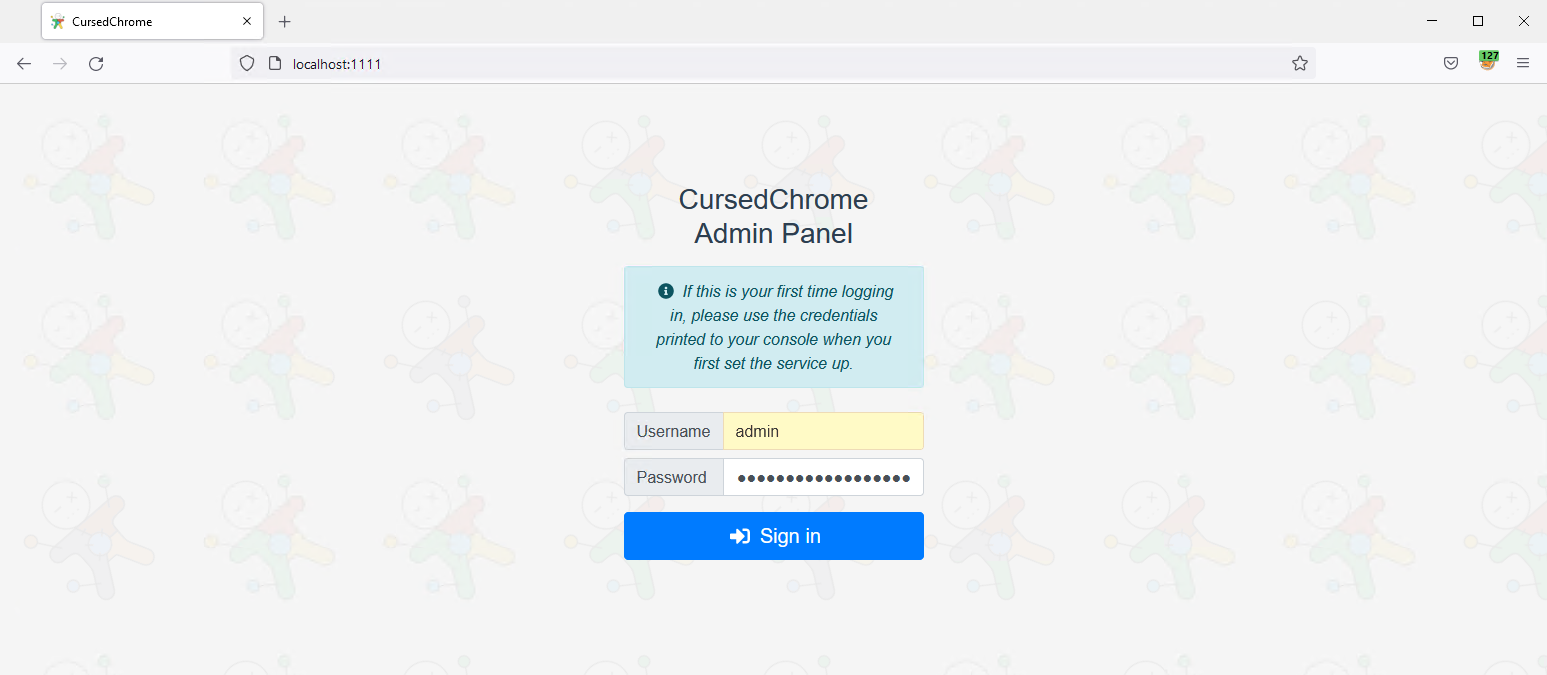 CursedChrome
localhost:1111
127
CursedChrome
Admin Panel
If this is your first time logging
in, please use the credentials
printed to your console when you
first set the service up.
Username admin
Password ●●●●●●●●●●●●●●●●●●
Sign in